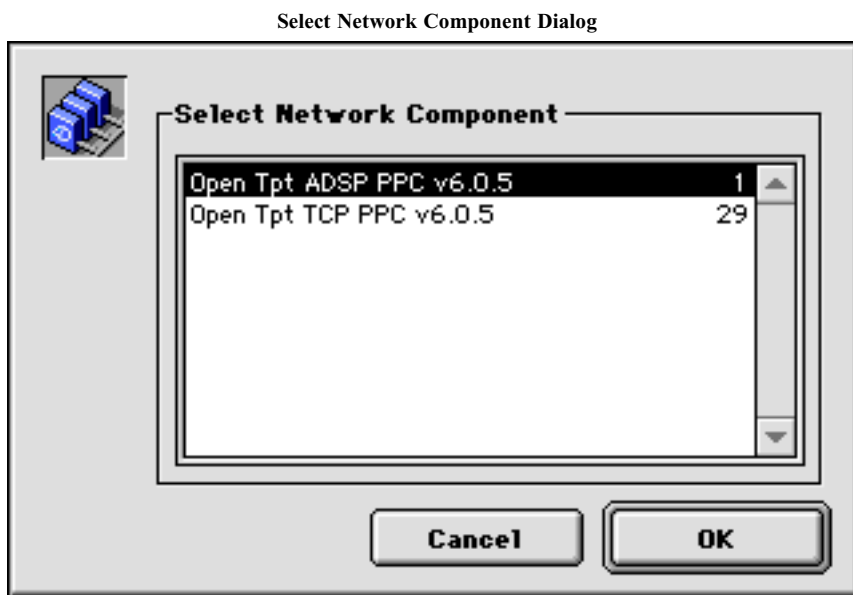 Select Network Component Dialog
Select Network Component
Open Tpt ADSP PPC v6.0.5 1
Open Tpt TCP PPC v6.0.5 29
Cancel OK